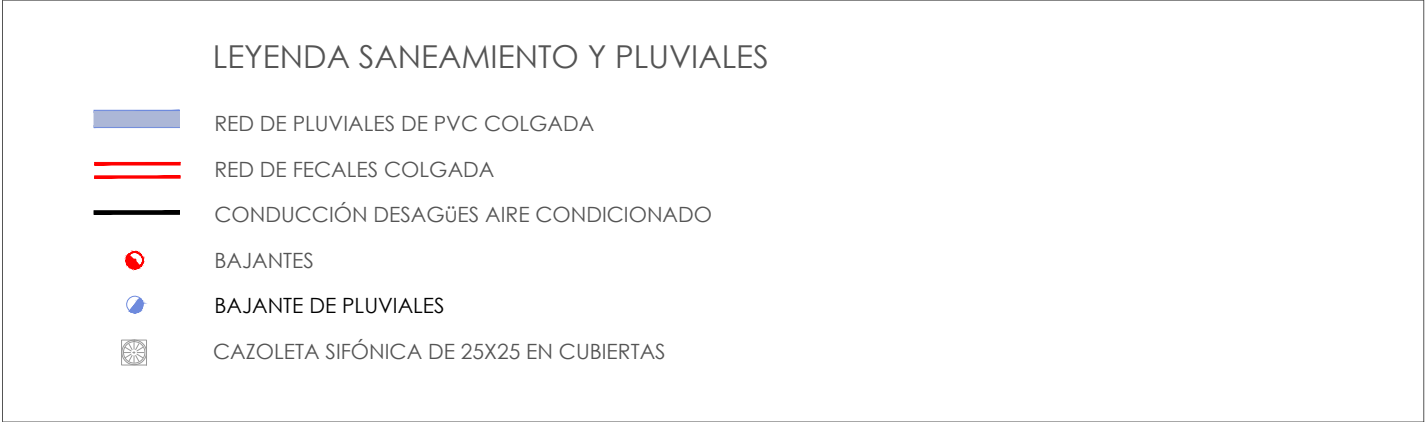 LEYENDA SANEAMIENTO Y PLUVIALES
RED DE PLUVIALES DE PVC COLGADA
RED DE FECALES COLGADA
CONDUCCIÓN DESAGüES AIRE CONDICIONADO
BAJANTES
BAJANTE DE PLUVIALES
CAZOLETA SIFÓNICA DE 25X25 EN CUBIERTAS